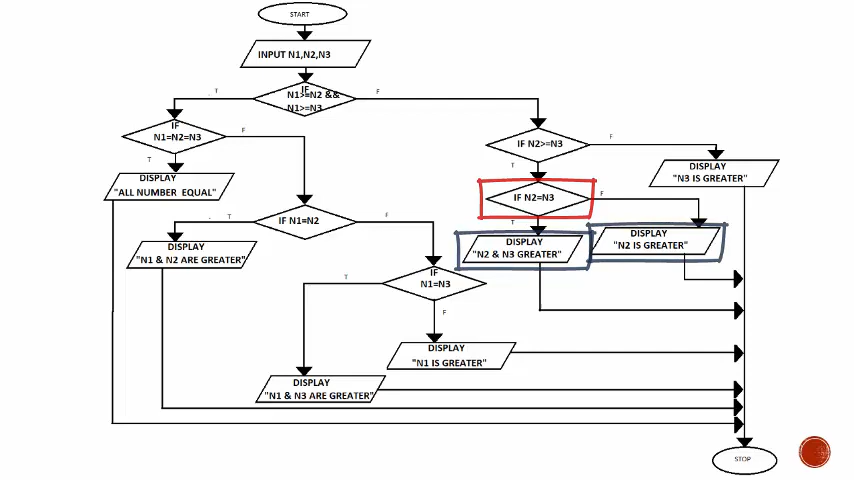 START
INPUT N1,N2,N3
IF
N1>=N2 &&
N1>=N3
T
F
IF
N1=N2=N3
F
T
DISPLAY
"ALL NUMBER EQUAL"
IF N2>=N3
F
T
DISPLAY
"N3 IS GREATER"
IF N2=N3
F
T
DISPLAY
"N2 & N3 GREATER"
DISPLAY
"N2 IS GREATER"
IF N1=N2
T
F
DISPLAY
"N1 & N2 ARE GREATER"
IF
N1=N3
T
F
DISPLAY
"N1 IS GREATER"
DISPLAY
"N1 & N3 ARE GREATER"
STOP